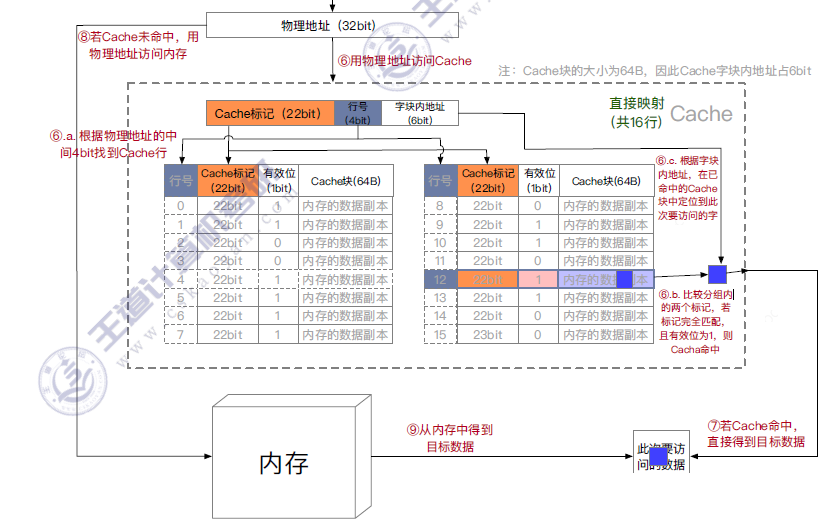 物理地址（32bit）
⑧若Cache未命中，用
物理地址访问内存
⑥用物理地址访问Cache
注：Cache块的大小为64B，因此Cache字块内地址占6bit
直接映射
（共16行）
Cache
Cache标记（22bit）
行号
(4bit)
字块内地址
(6bit)
⑥.a. 根据物理地址的中
间4bit找到Cache行
行号 Cache标记(22bit) 有效位(1bit) Cache块(64B)
0 22bit 1 内存的数据副本
1 22bit 1 内存的数据副本
2 22bit 0 内存的数据副本
3 22bit 0 内存的数据副本
4 22bit 1 内存的数据副本
5 22bit 1 内存的数据副本
6 22bit 1 内存的数据副本
7 22bit 1 内存的数据副本
行号 Cache标记(22bit) 有效位(1bit) Cache块(64B)
8 22bit 0 内存的数据副本
9 22bit 1 内存的数据副本
10 22bit 1 内存的数据副本
11 22bit 0 内存的数据副本
12 22bit 1 内存的数据副本
13 22bit 1 内存的数据副本
14 22bit 0 内存的数据副本
15 23bit 0 内存的数据副本
⑥.c. 根据字块
内地址，在已
命中的Cache
块中定位到此
次要访问的字
⑥.b. 比较分组内
的两个标记，若
标记完全匹配，
且有效位为1，则
Cacha命中
内存
⑨从内存中得到
目标数据
⑦若Cache命中，
直接得到目标数据
此次要访
问的数据
王道计算机考研